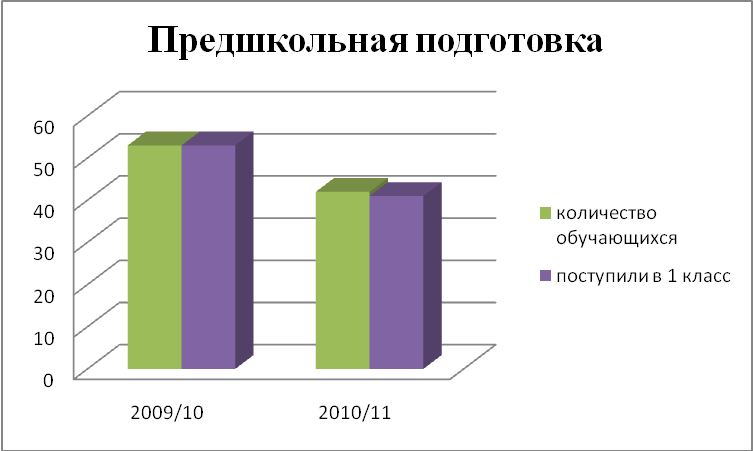 Предшкольная подготовка
60
50
40
30
20
10
0
2009/10
2010/11
количество
обучающихся
поступили в 1 класс